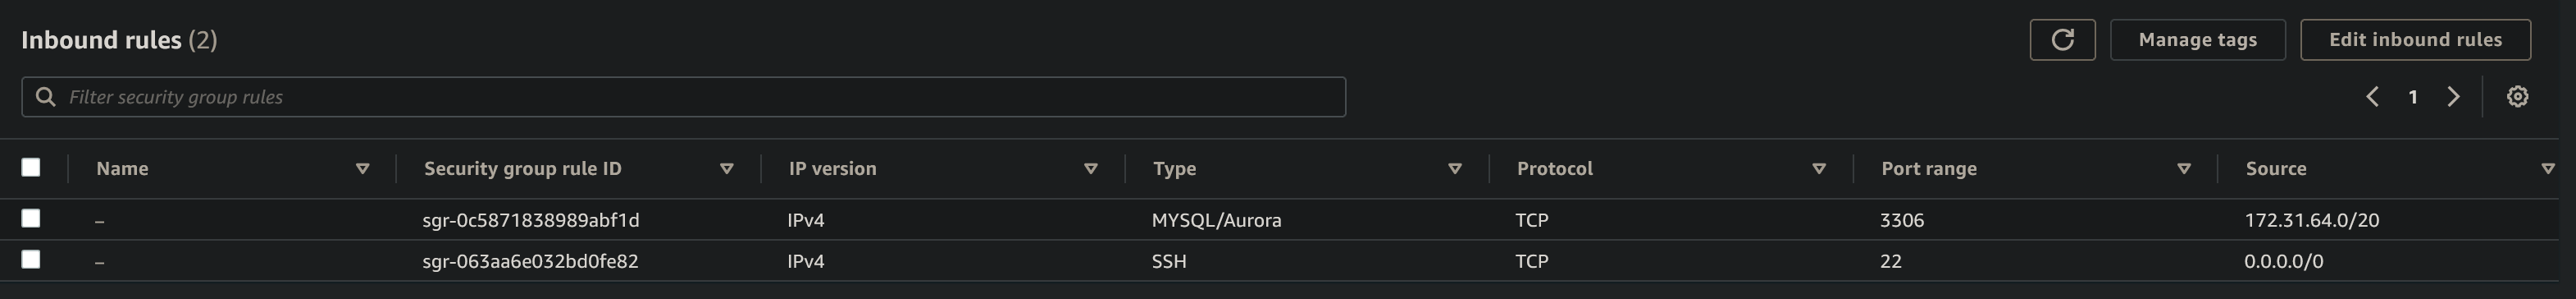 Inbound rules (2)
Manage tags
Edit inbound rules
Filter security group rules
1
Name Security group rule ID IP version Type Protocol Port range Source
– sgr-0c5871838989abf1d IPv4 MYSQL/Aurora TCP 3306 172.31.64.0/20
– sgr-063aa6e032bd0fe82 IPv4 SSH TCP 22 0.0.0.0/0